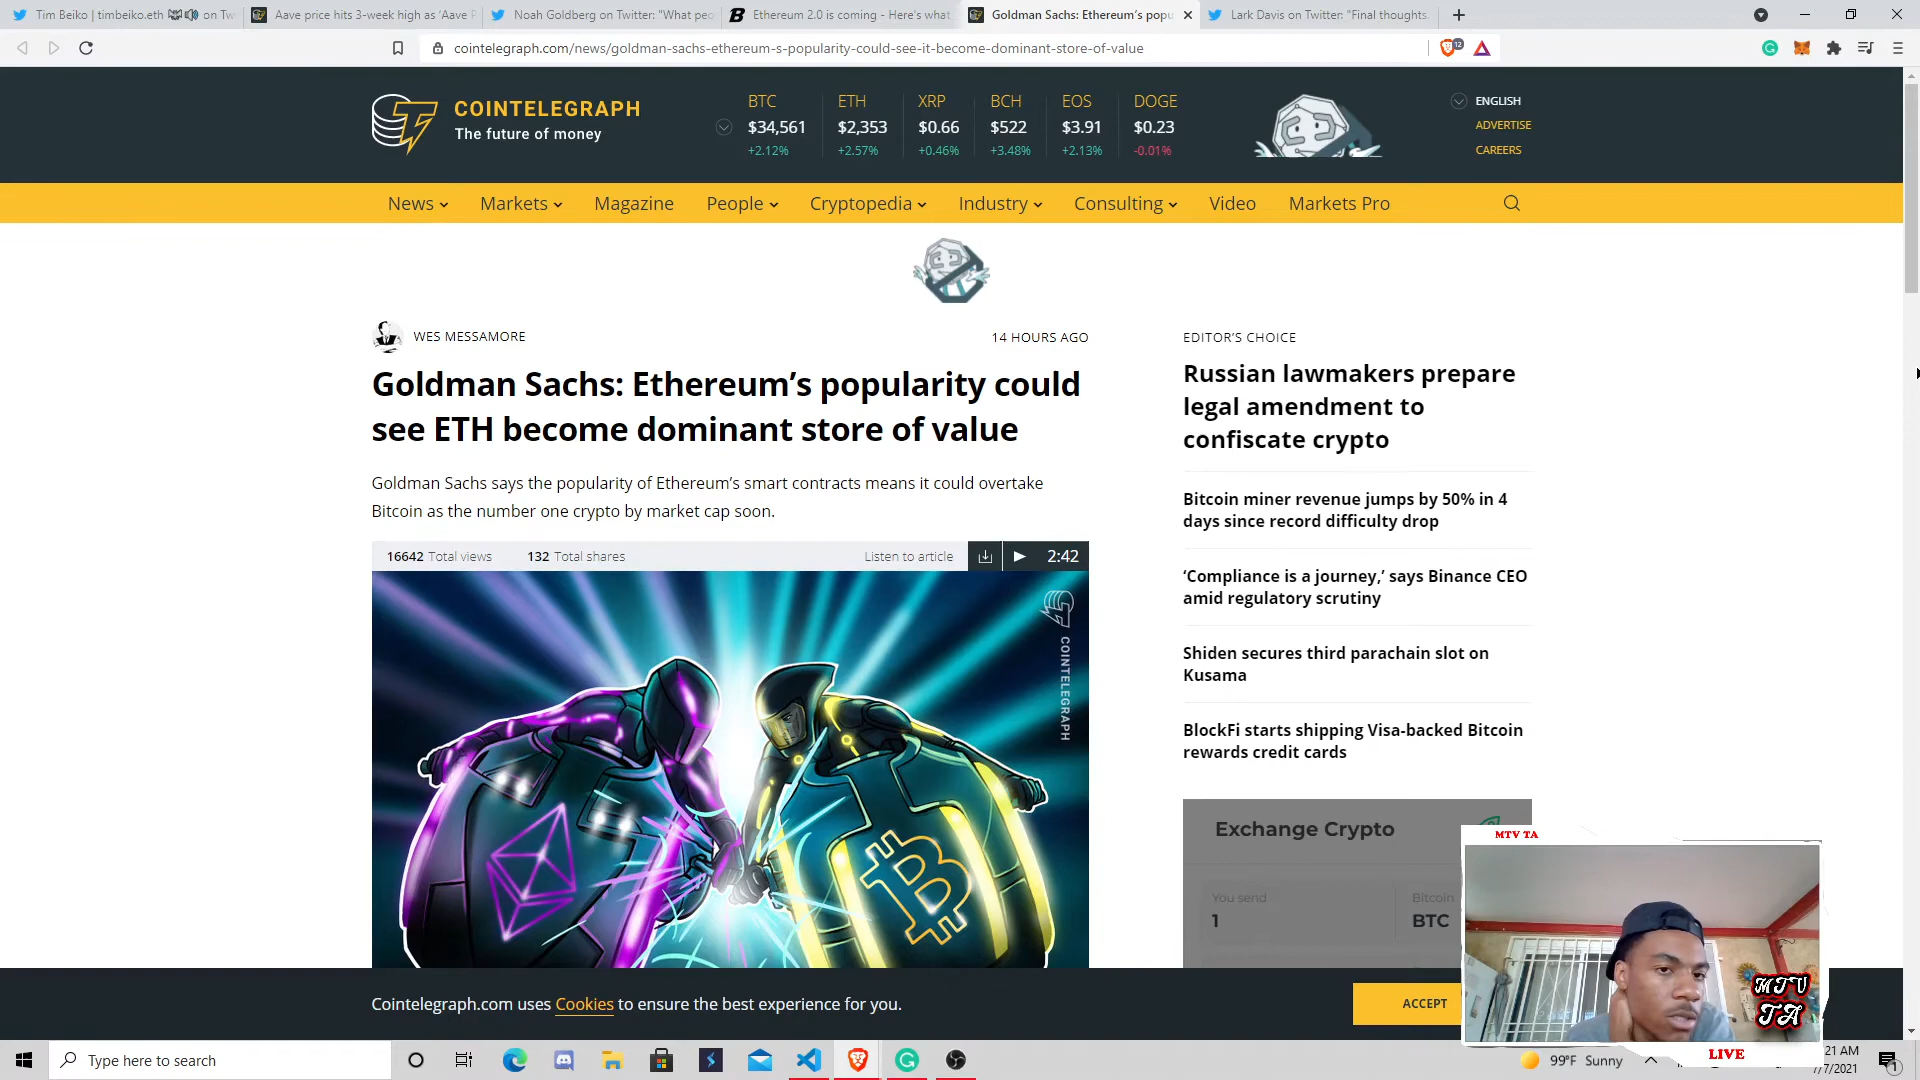 Tim Beiko | timbeiko.eth
on Tw
Aave price hits 3-week high as 'Aave P
Noah Goldberg on Twitter: "What peo
Ethereum 2.0 is coming - Here's what
Goldman Sachs: Ethereum's popu
Lark Davis on Twitter: "Final thoughts.
cointelegraph.com/news/goldman-sachs-ethereum-s-popularity-could-see-it-become-dominant-store-of-value
12
COINTELEGRAPH
The future of money
BTC
$34,561
+2.12%
ETH
$2,353
+2.57%
XRP
$0.66
+0.46%
BCH
$522
+3.48%
EOS
$3.91
+2.13%
DOGE
$0.23
-0.01%
ENGLISH
ADVERTISE
CAREERS
News
Markets
Magazine
People
Cryptopedia
Industry
Consulting
Video
Markets Pro
WES MESSAMORE
14 HOURS AGO
Goldman Sachs: Ethereum’s popularity could
see ETH become dominant store of value
Goldman Sachs says the popularity of Ethereum’s smart contracts means it could overtake
Bitcoin as the number one crypto by market cap soon.
16642 Total views
132 Total shares
Listen to article
2:42
COINTELEGRAPH
EDITOR’S CHOICE
Russian lawmakers prepare
legal amendment to
confiscate crypto
Bitcoin miner revenue jumps by 50% in 4
days since record difficulty drop
‘Compliance is a journey,’ says Binance CEO
amid regulatory scrutiny
Shiden secures third parachain slot on
Kusama
BlockFi starts shipping Visa-backed Bitcoin
rewards credit cards
Exchange Crypto
You send
1
Bitcoin
BTC
MTV TA
MTV
TA
LIVE
Cointelegraph.com uses Cookies to ensure the best experience for you.
ACCEPT
Type here to search
99°F Sunny
21 AM
7/7/2021
1